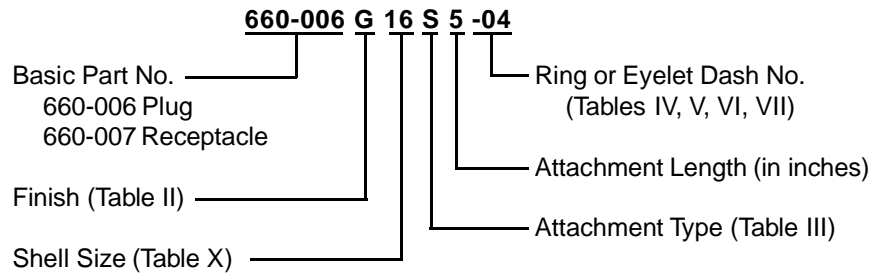 660-006 G 16 S 5 -04
Basic Part No.
660-006 Plug
660-007 Receptacle
Finish (Table II)
Shell Size (Table X)
Ring or Eyelet Dash No.
(Tables IV, V, VI, VII)
Attachment Length (in inches)
Attachment Type (Table III)